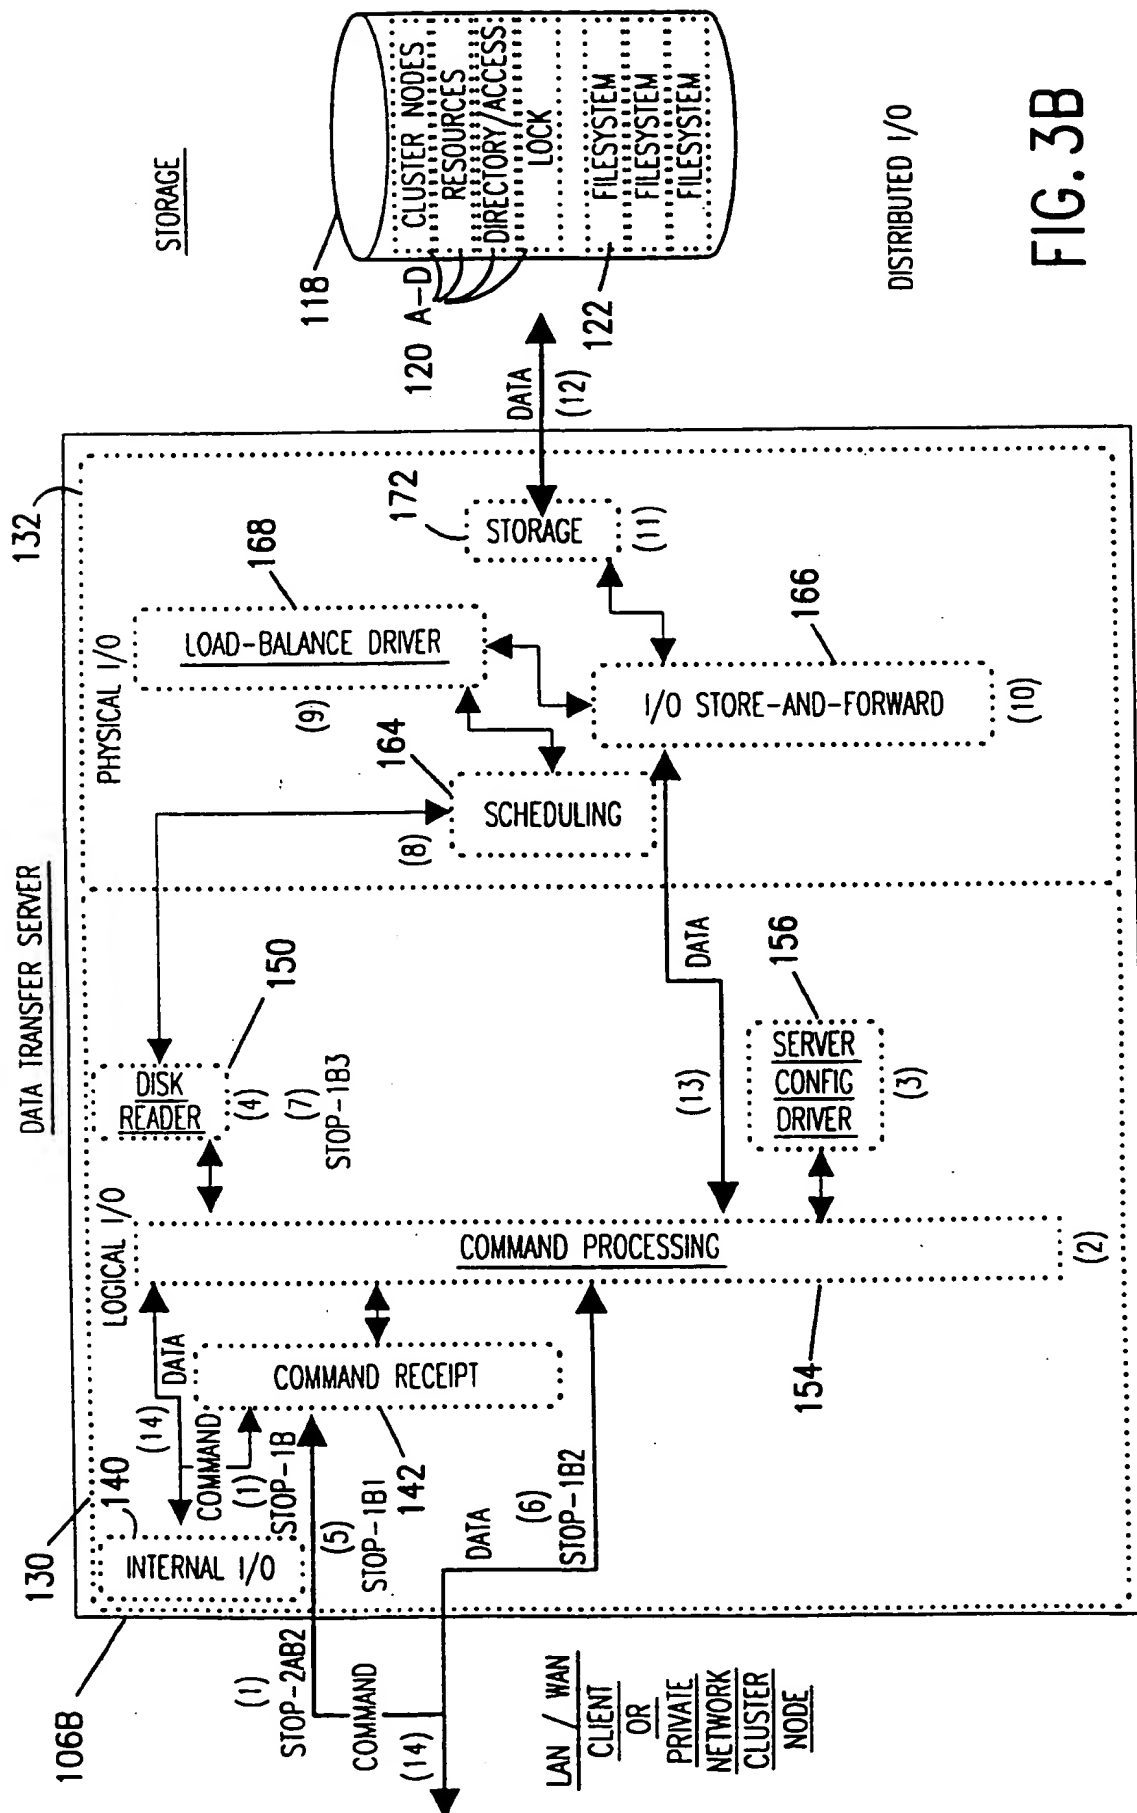 DATA TRANSFER SERVER
STORAGE
106B
130
132
LOGICAL I/O
PHYSICAL I/O
140
INTERNAL I/O
(14)
DATA
COMMAND
(1)
STOP-1B
COMMAND RECEIPT
142
(1)
STOP-2AB2
(5)
STOP-1B1
COMMAND
(14)
DATA
(6)
STOP-1B2
LAN / WAN
CLIENT
OR
PRIVATE
NETWORK
CLUSTER
NODE
COMMAND PROCESSING
(2)
154
DISK
READER
150
(4)
(7)
STOP-1B3
(13)
DATA
SERVER
CONFIG
DRIVER
156
(3)
SCHEDULING
164
(8)
LOAD-BALANCE DRIVER
168
(9)
I/O STORE-AND-FORWARD
166
(10)
STORAGE
172
(11)
DATA
(12)
118
120 A-D
CLUSTER NODES
RESOURCES
DIRECTORY/ACCESS
LOCK
122
FILESYSTEM
FILESYSTEM
FILESYSTEM
DISTRIBUTED I/O
FIG. 3B